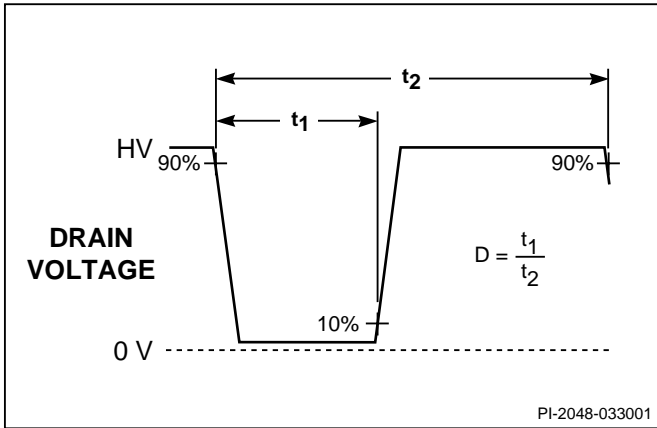 t2
t1
HV
90%
90%
DRAIN
VOLTAGE
D = t1/t2
10%
0 V
PI-2048-033001